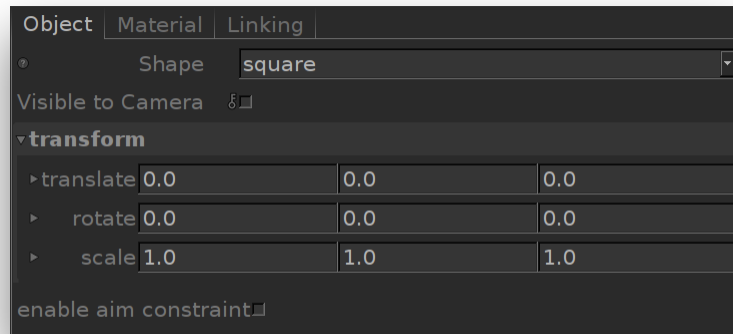 Object Material Linking
? Shape square
Visible to Camera
transform
translate 0.0 0.0 0.0
rotate 0.0 0.0 0.0
scale 1.0 1.0 1.0
enable aim constraint